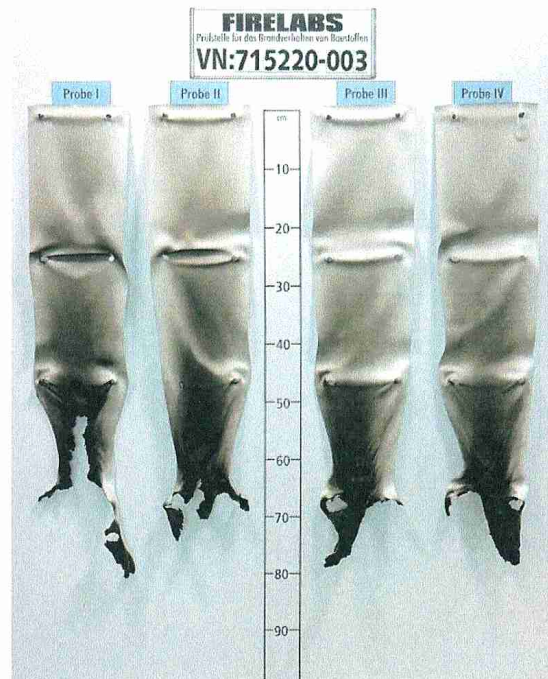 FIRELABS
Prüfstelle für das Brandverhalten von Baustoffen
VN:715220-003
Probe I
Probe II
Probe III
Probe IV
cm
10
20
30
40
50
60
70
80
90